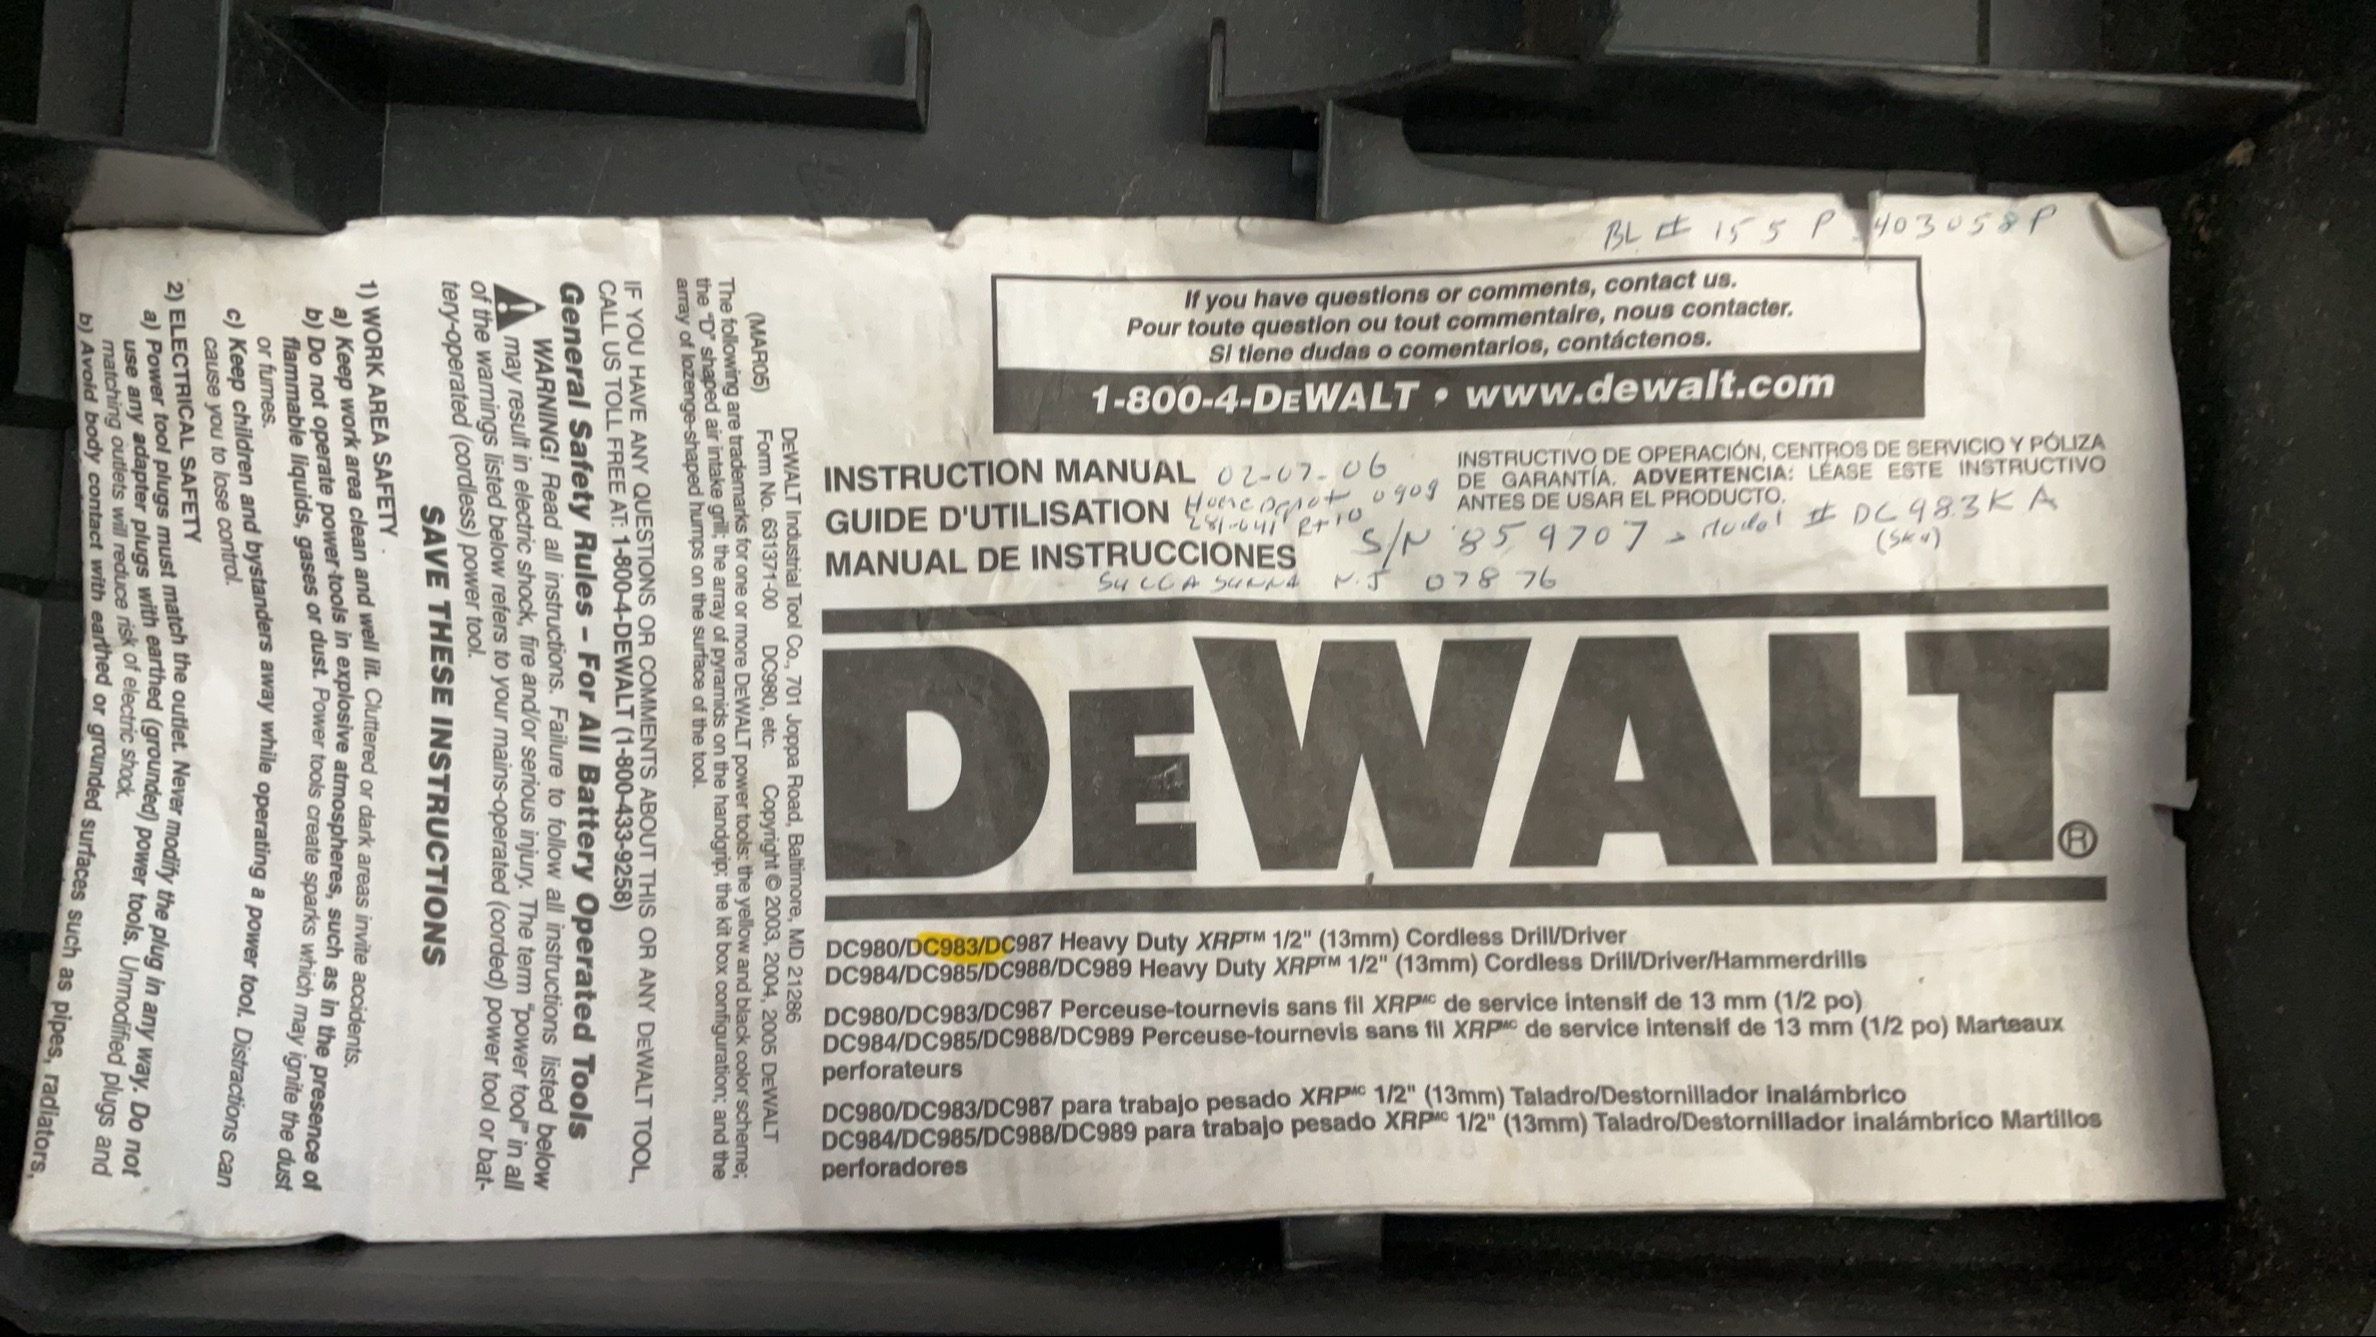 BL # 155 P 403058P
If you have questions or comments, contact us.
Pour toute question ou tout commentaire, nous contacter.
Si tiene dudas o comentarios, contáctenos.
1-800-4-DEWALT • www.dewalt.com
INSTRUCTION MANUAL 02-07-06
GUIDE D'UTILISATION Home Depot 0909
281-041 Rt 10
MANUAL DE INSTRUCCIONES
INSTRUCTIVO DE OPERACIÓN, CENTROS DE SERVICIO Y PÓLIZA
DE GARANTÍA. ADVERTENCIA: LÉASE ESTE INSTRUCTIVO
ANTES DE USAR EL PRODUCTO.
S/N 859707 Model # DC983KA
(SKU)
SUCCASUNNA N.J 07876
DEWALT®
DC980/DC983/DC987 Heavy Duty XRP™ 1/2" (13mm) Cordless Drill/Driver
DC984/DC985/DC988/DC989 Heavy Duty XRP™ 1/2" (13mm) Cordless Drill/Driver/Hammerdrills
DC980/DC983/DC987 Perceuse-tournevis sans fil XRPᴹᶜ de service intensif de 13 mm (1/2 po)
DC984/DC985/DC988/DC989 Perceuse-tournevis sans fil XRPᴹᶜ de service intensif de 13 mm (1/2 po) Marteaux
perforateurs
DC980/DC983/DC987 para trabajo pesado XRPᴹᶜ 1/2" (13mm) Taladro/Destornillador inalámbrico
DC984/DC985/DC988/DC989 para trabajo pesado XRPᴹᶜ 1/2" (13mm) Taladro/Destornillador inalámbrico Martillos
perforadores
DEWALT Industrial Tool Co., 701 Joppa Road, Baltimore, MD 21286
(MAR05) Form No. 631371-00 DC980, etc. Copyright © 2003, 2004, 2005 DEWALT
The following are trademarks for one or more DEWALT power tools: the yellow and black color scheme;
the "D" shaped air intake grill; the array of pyramids on the handgrip; the kit box configuration; and the
array of lozenge-shaped humps on the surface of the tool.
IF YOU HAVE ANY QUESTIONS OR COMMENTS ABOUT THIS OR ANY DEWALT TOOL,
CALL US TOLL FREE AT: 1-800-4-DEWALT (1-800-433-9258)
General Safety Rules – For All Battery Operated Tools
WARNING! Read all instructions. Failure to follow all instructions listed below
may result in electric shock, fire and/or serious injury. The term "power tool" in all
of the warnings listed below refers to your mains-operated (corded) power tool or bat-
tery-operated (cordless) power tool.
SAVE THESE INSTRUCTIONS
1) WORK AREA SAFETY
a) Keep work area clean and well lit. Cluttered or dark areas invite accidents.
b) Do not operate power tools in explosive atmospheres, such as in the presence of
flammable liquids, gases or dust. Power tools create sparks which may ignite the dust
or fumes.
c) Keep children and bystanders away while operating a power tool. Distractions can
cause you to lose control.
2) ELECTRICAL SAFETY
a) Power tool plugs must match the outlet. Never modify the plug in any way. Do not
use any adapter plugs with earthed (grounded) power tools. Unmodified plugs and
matching outlets will reduce risk of electric shock.
b) Avoid body contact with earthed or grounded surfaces such as pipes, radiators,